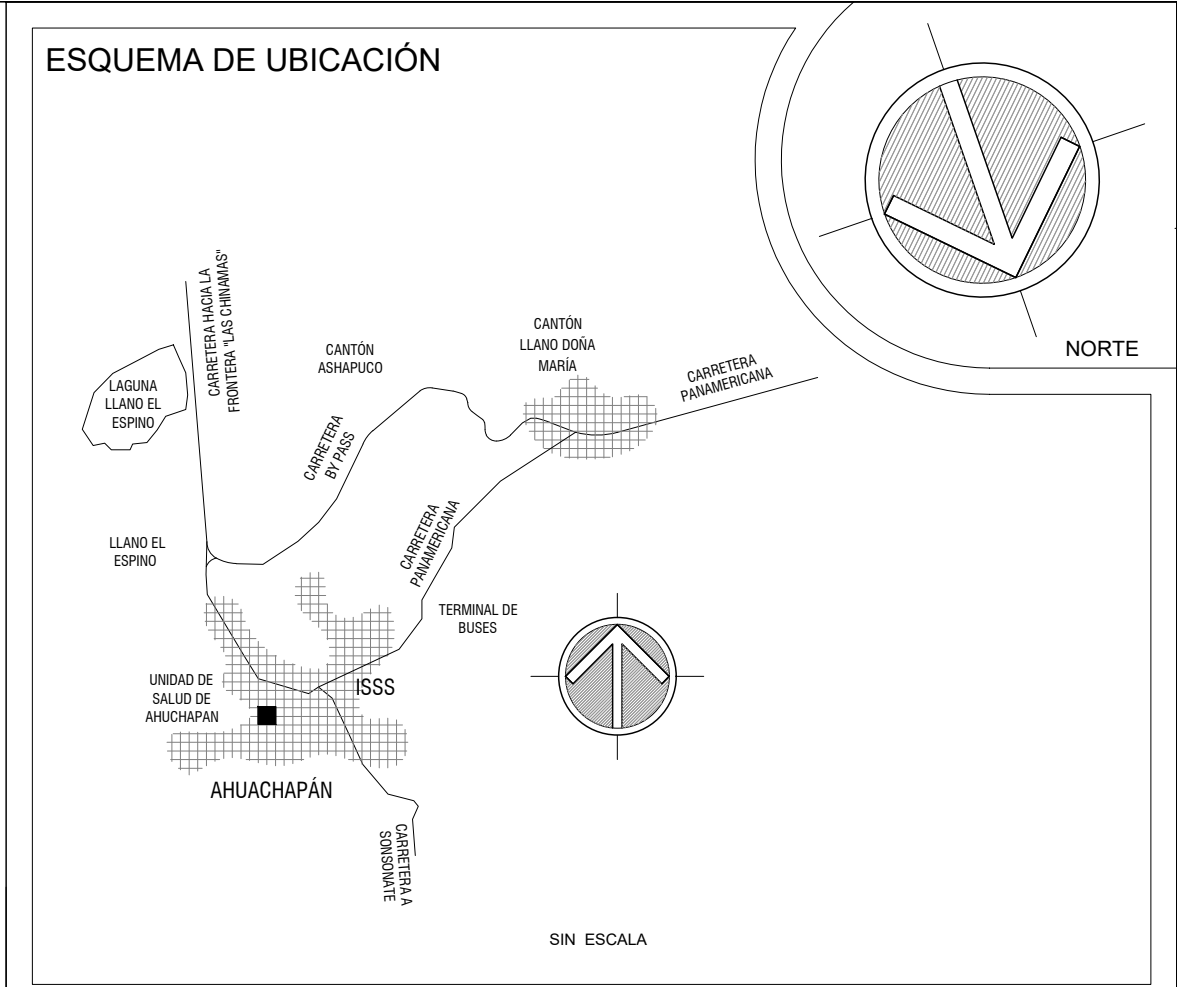 ESQUEMA DE UBICACIÓN
NORTE
CARRETERA HACIA LA
FRONTERA "LAS CHINAMAS"
LAGUNA
LLANO EL
ESPINO
CANTÓN
ASHAPUCO
CANTÓN
LLANO DOÑA
MARÍA
CARRETERA
PANAMERICANA
CARRETERA
BY PASS
CARRETERA
PANAMERICANA
LLANO EL
ESPINO
TERMINAL DE
BUSES
UNIDAD DE
SALUD DE
AHUCHAPAN
ISSS
AHUACHAPÁN
CARRETERA A
SONSONATE
SIN ESCALA